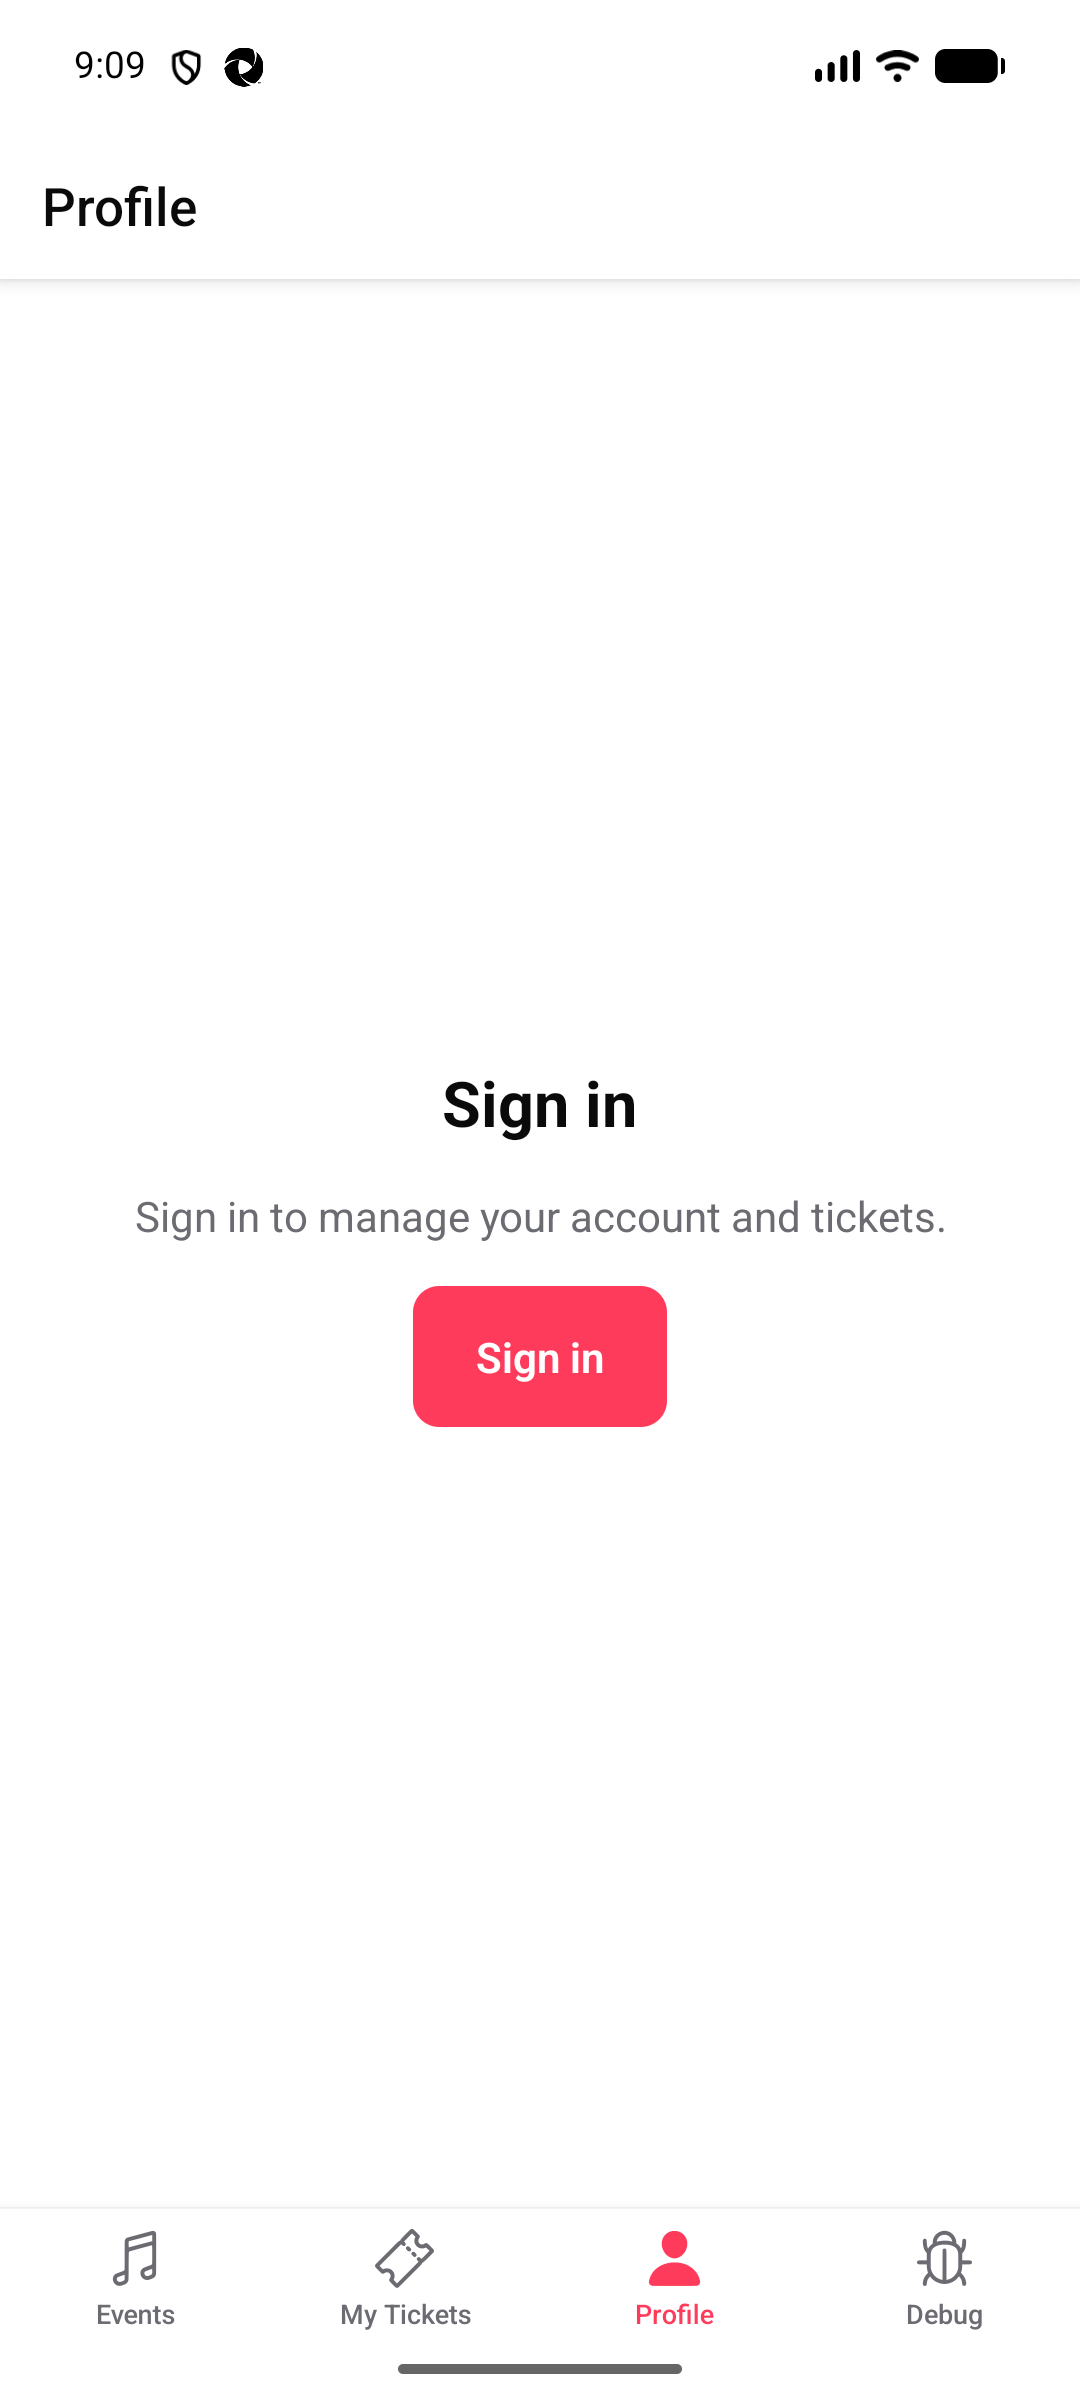 9:09
Profile
Sign in
Sign in to manage your account and tickets.
Sign in
Events
My Tickets
Profile
Debug